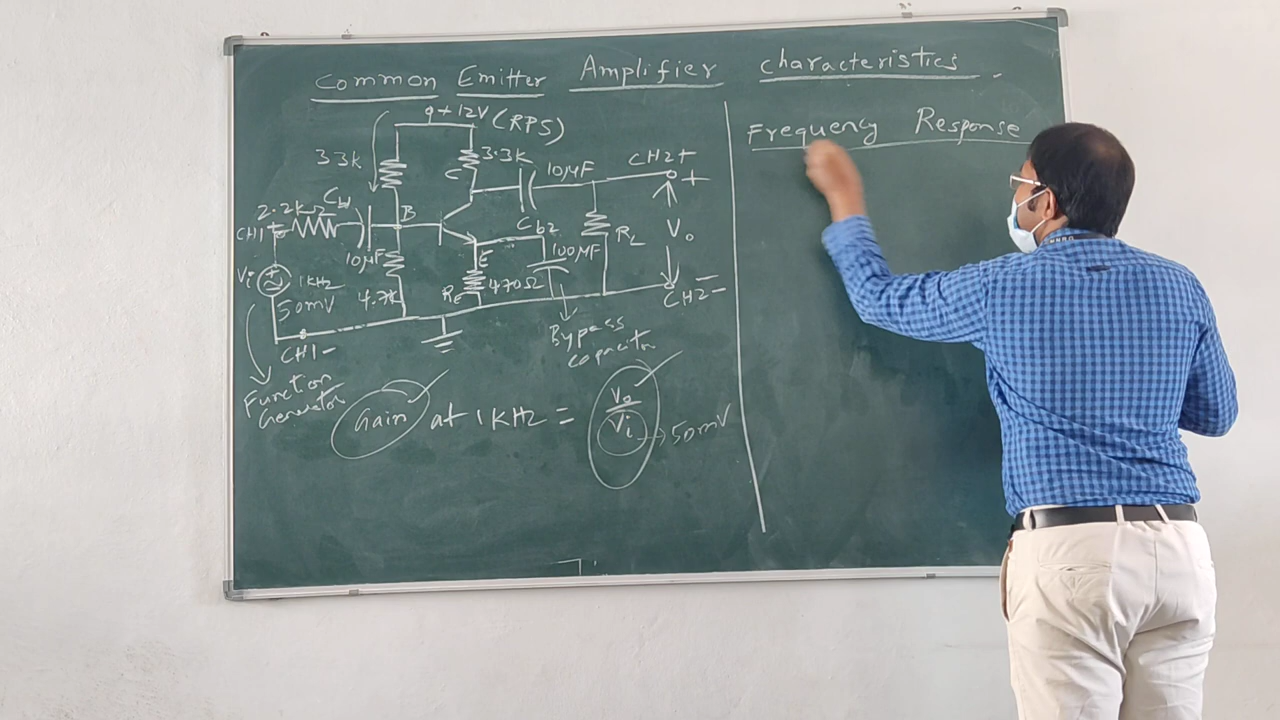 Common Emitter Amplifier characteristics.
+12V (RPS)
33k
3.3k
C
10μF
CH2+
+
2.2kΩ
CH1+
B
Cb2
100μF
RL
Vo
10μF
E
Vi
1kHz
50mV
4.7k
RE
470Ω
CH2-
CH1-
Bypass
capacitor
Function
Generator
Gain at 1KHz = Vo
Vi → 50mV
Frequency Response